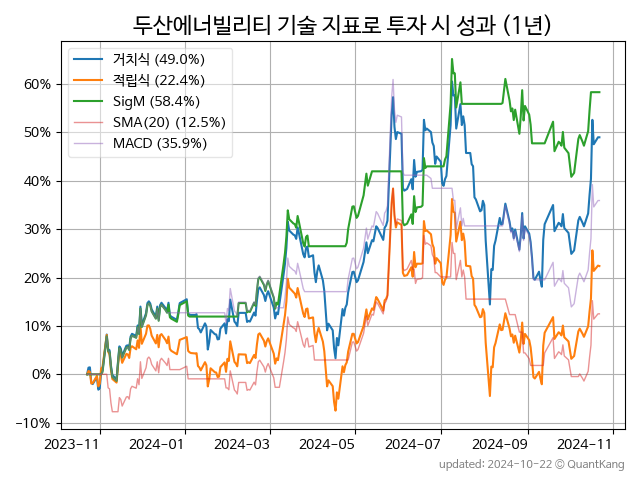 두산에너빌리티 기술 지표로 투자 시 성과 (1년)
거치식 (49.0%)
적립식 (22.4%)
SigM (58.4%)
SMA(20) (12.5%)
MACD (35.9%)
60%
50%
40%
30%
20%
10%
0%
−10%
2023-11 2024-01 2024-03 2024-05 2024-07 2024-09 2024-11
updated: 2024-10-22 © QuantKang